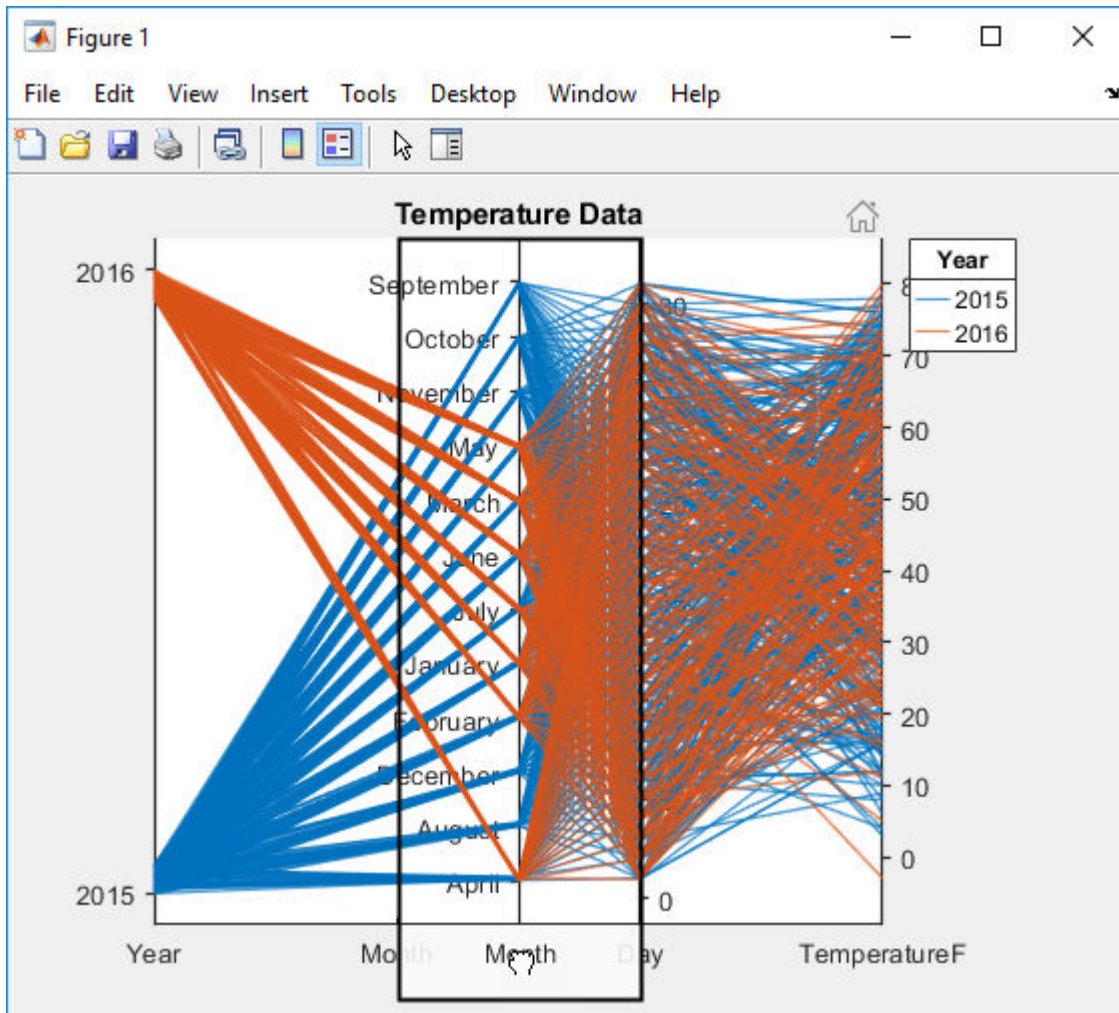 Figure 1
File Edit View Insert Tools Desktop Window Help
Temperature Data
2016
2015
September
October
November
May
March
June
July
January
February
December
August
April
0
70
60
50
40
30
20
10
0
Year
2015
2016
Year Month Month Day TemperatureF